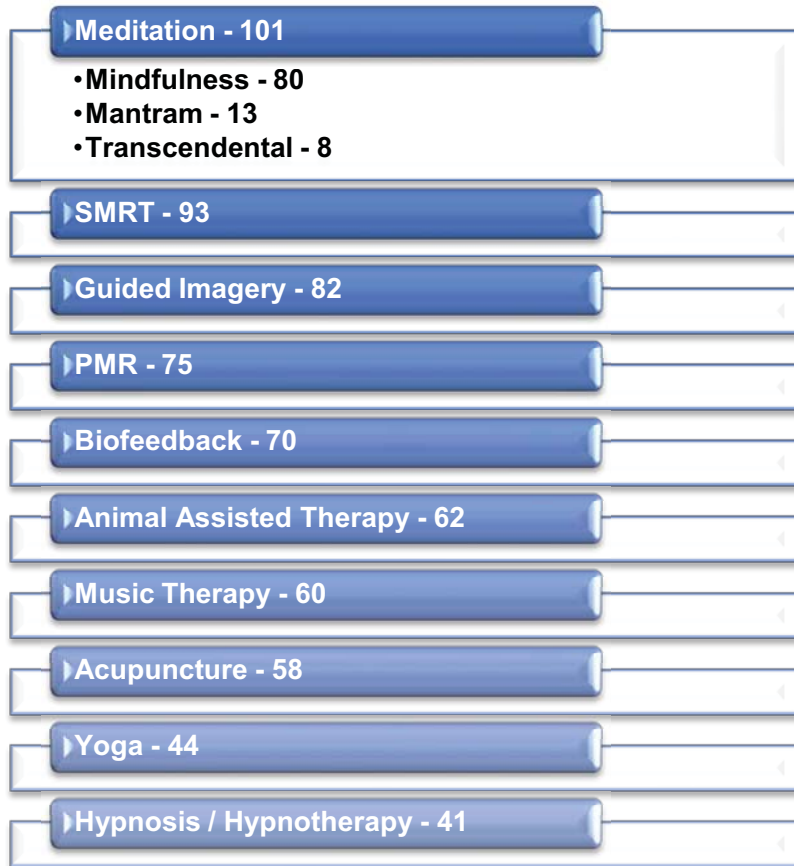 Meditation - 101
•Mindfulness - 80
•Mantram - 13
•Transcendental - 8
SMRT - 93
Guided Imagery - 82
PMR - 75
Biofeedback - 70
Animal Assisted Therapy - 62
Music Therapy - 60
Acupuncture - 58
Yoga - 44
Hypnosis / Hypnotherapy - 41